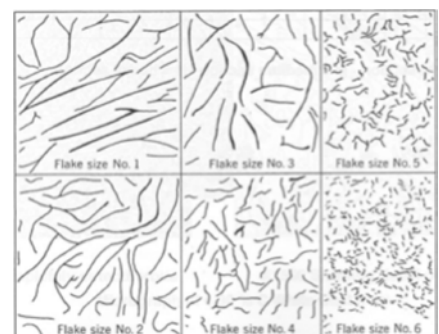 Flake size No. 1
Flake size No. 3
Flake size No. 5
Flake size No. 2
Flake size No. 4
Flake size No. 6